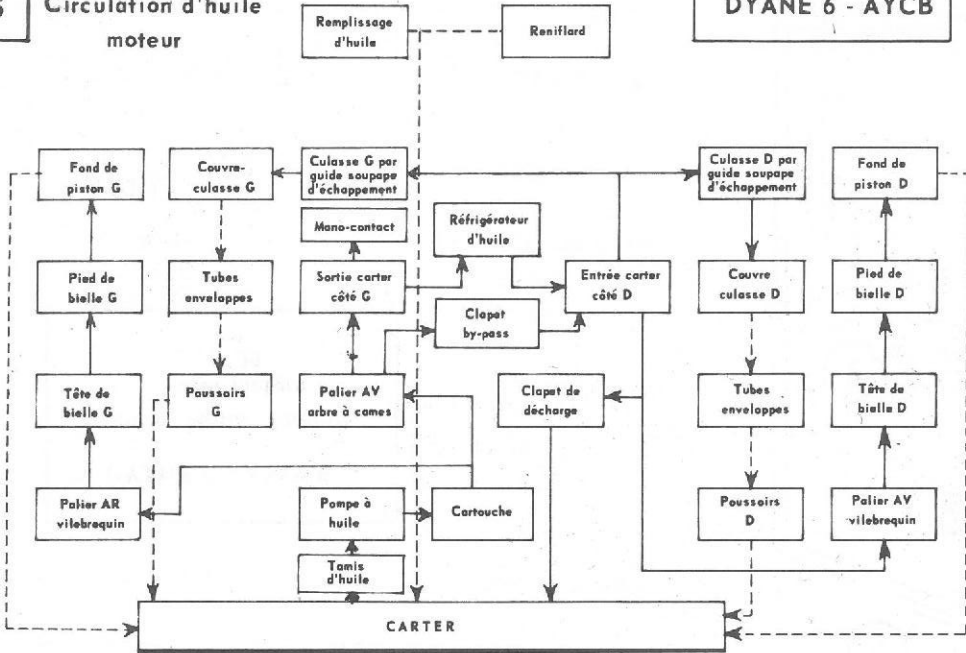 Circulation d'huile
moteur
DYANE 6 - AYCB
Remplissage
d'huile
Reniflard
Fond de
piston G
Couvre-
culasse G
Culasse G par
guide soupape
d'échappement
Culasse D par
guide soupape
d'échappement
Fond de
piston D
Mano-contact
Réfrigérateur
d'huile
Pied de
bielle G
Tubes
enveloppes
Sortie carter
côté G
Entrée carter
côté D
Couvre
culasse D
Pied de
bielle D
Clapet
by-pass
Tête de
bielle G
Poussoirs
G
Palier AV
arbre à cames
Clapet de
décharge
Tubes
enveloppes
Tête de
bielle D
Palier AR
vilebrequin
Pompe à
huile
Cartouche
Poussoirs
D
Palier AV
vilebrequin
Tamis
d'huile
CARTER